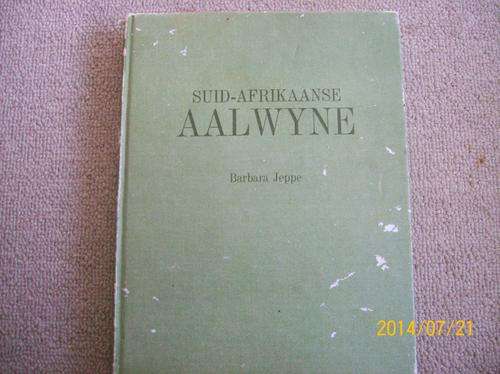 SUID-AFRIKAANSE
AALWYNE
Barbara Jeppe
2014/07/21